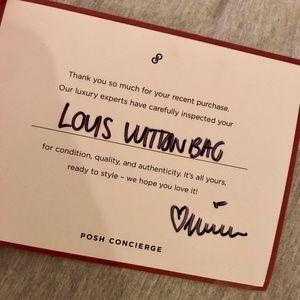 Thank you so much for your recent purchase.
Our luxury experts have carefully inspected your
LOUIS VUITTON BAG
for condition, quality, and authenticity. It's all yours,
ready to style – we hope you love it!
POSH CONCIERGE